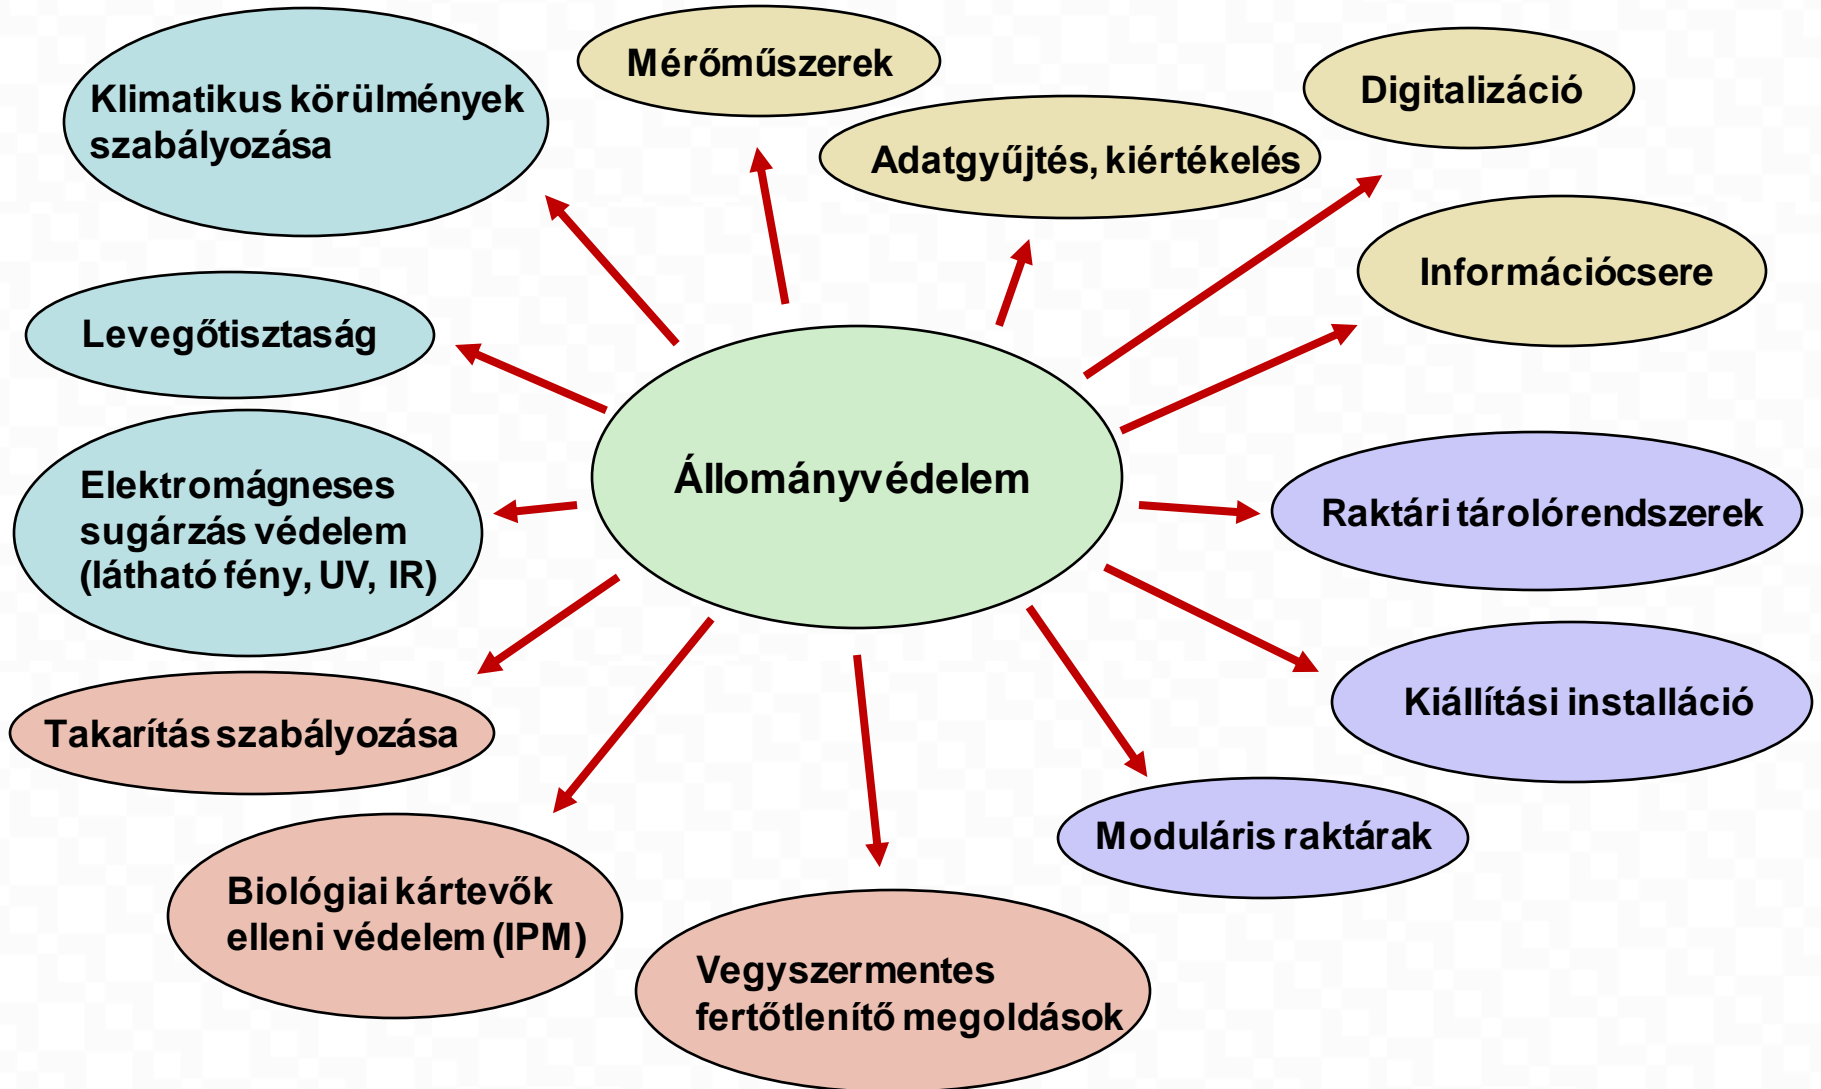 Mérőműszerek
Digitalizáció
Klimatikus körülmények
szabályozása
Adatgyűjtés, kiértékelés
Információcsere
Levegőtisztaság
Állományvédelem
Elektromágneses
sugárzás védelem
(látható fény, UV, IR)
Raktári tárolórendszerek
Kiállítási installáció
Takarítás szabályozása
Moduláris raktárak
Biológiai kártevők
elleni védelem (IPM)
Vegyszermentes
fertőtlenítő megoldások